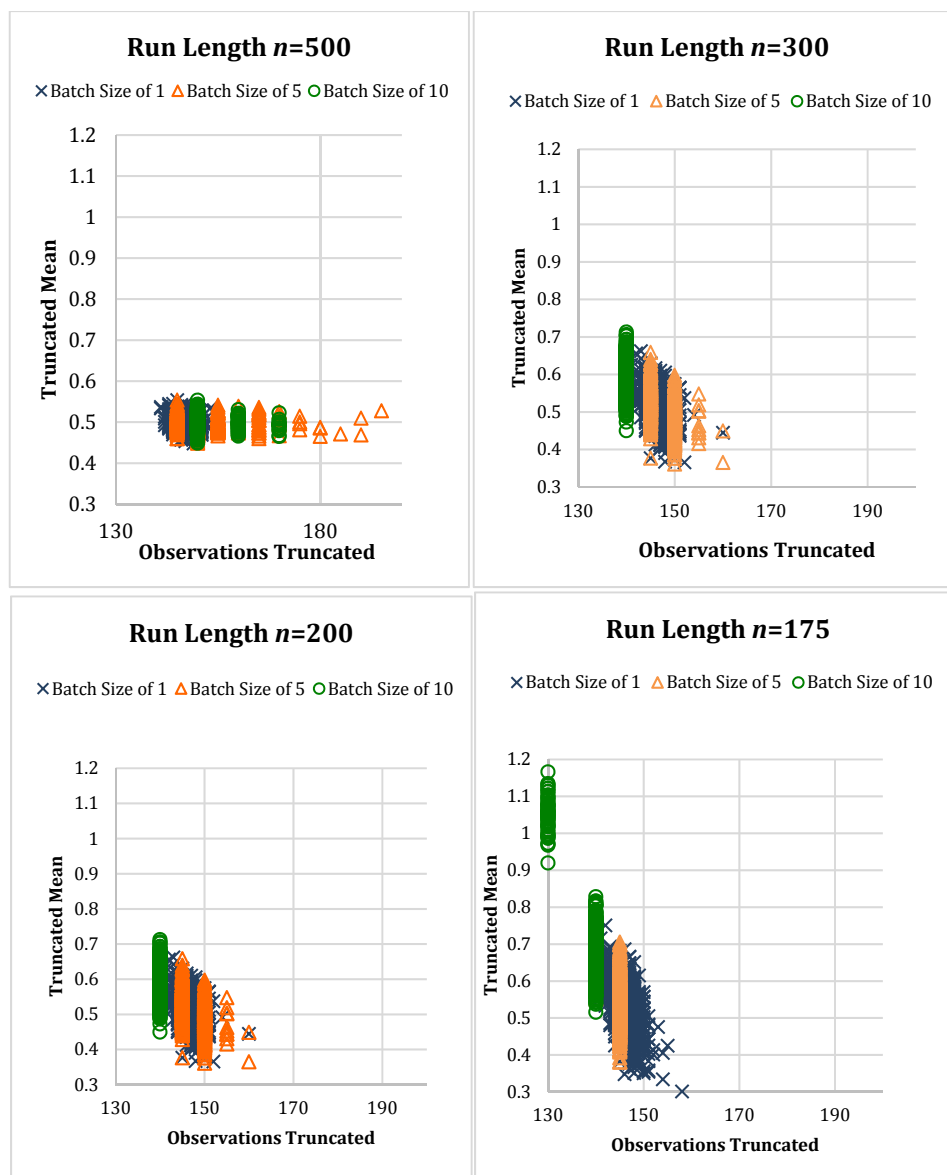 Run Length n=500
Batch Size of 1 Batch Size of 5 Batch Size of 10
1.2
1.1
1
0.9
0.8
0.7
0.6
0.5
0.4
0.3
Truncated Mean
130 180
Observations Truncated
Run Length n=300
Batch Size of 1 Batch Size of 5 Batch Size of 10
1.2
1.1
1
0.9
0.8
0.7
0.6
0.5
0.4
0.3
Truncated Mean
130 150 170 190
Observations Truncated
Run Length n=200
Batch Size of 1 Batch Size of 5 Batch Size of 10
1.2
1.1
1
0.9
0.8
0.7
0.6
0.5
0.4
0.3
Truncated Mean
130 150 170 190
Observations Truncated
Run Length n=175
Batch Size of 1 Batch Size of 5 Batch Size of 10
1.2
1.1
1
0.9
0.8
0.7
0.6
0.5
0.4
0.3
Truncated Mean
130 150 170 190
Observations Truncated